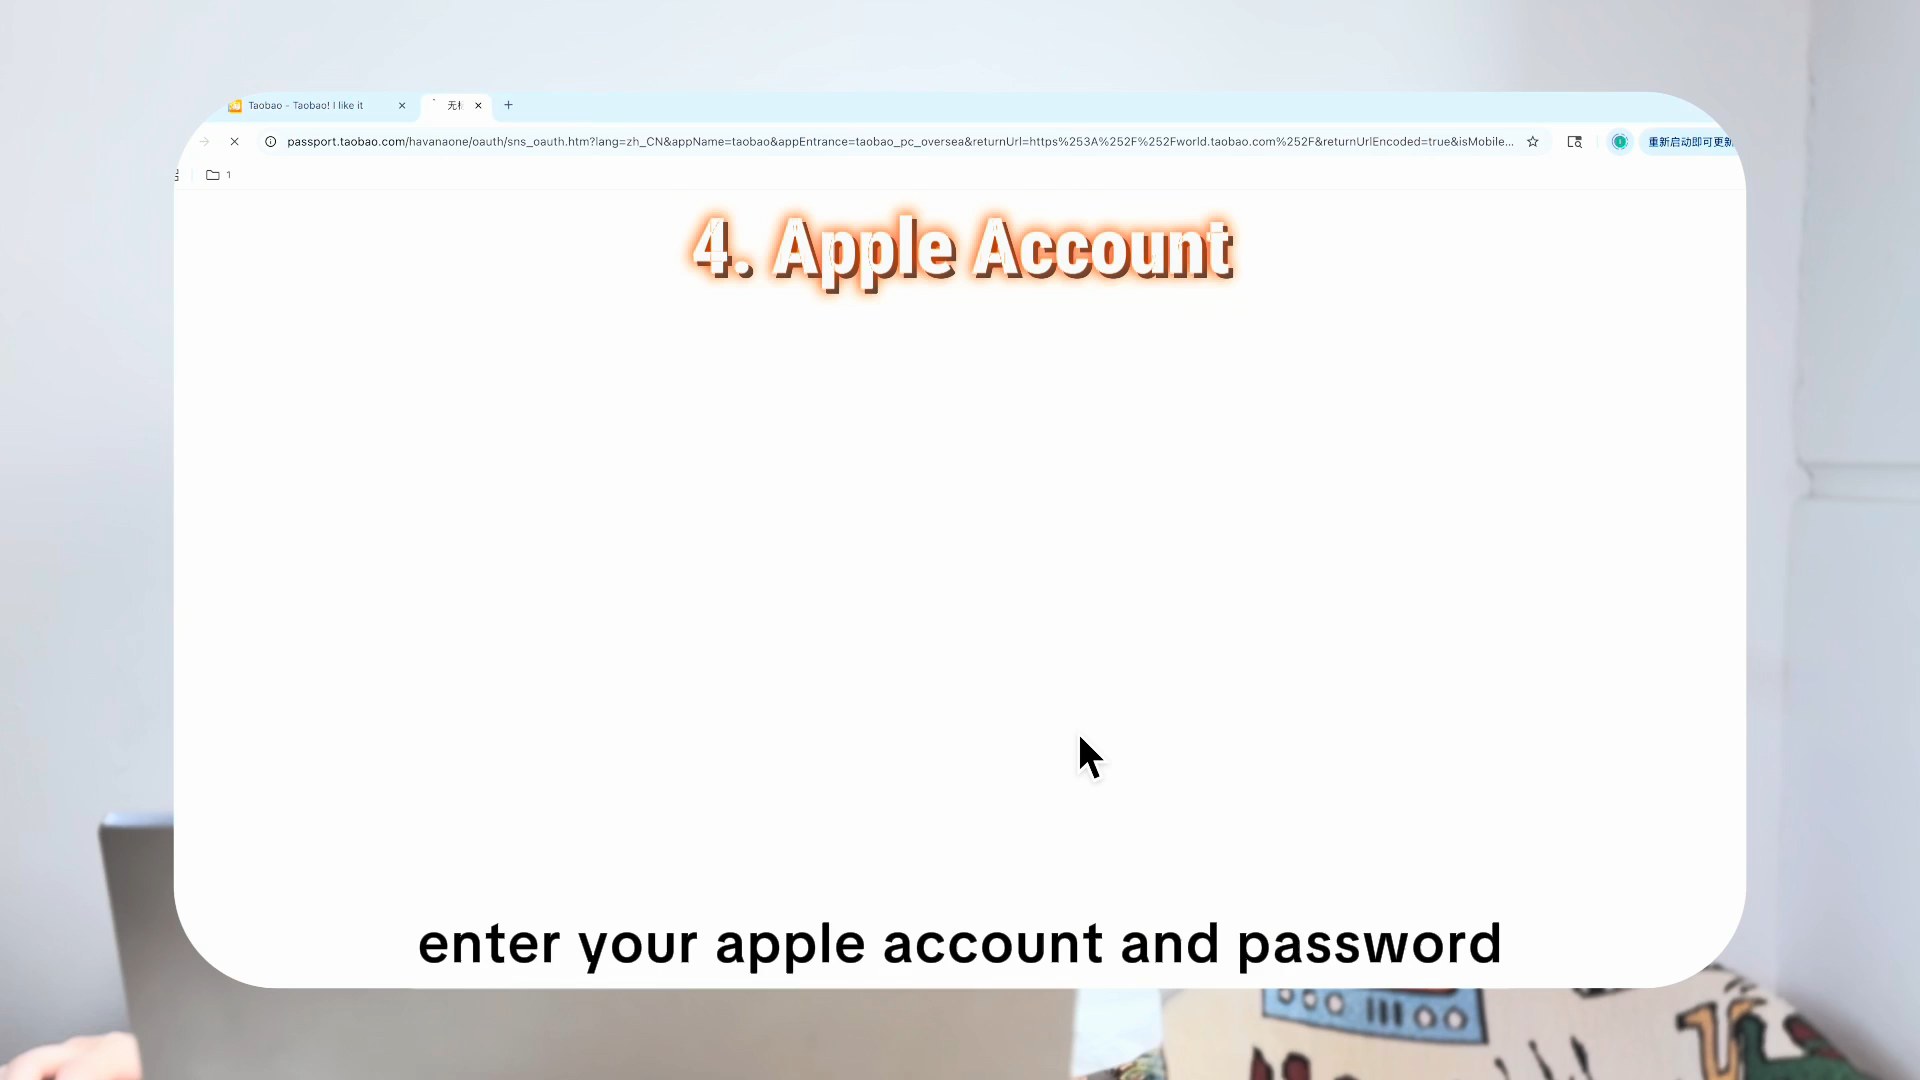 Taobao - Taobao! I like it
passport.taobao.com/havanaone/oauth/sns_oauth.htm?lang=zh_CN&appName=taobao&appEntrance=taobao_pc_oversea&returnUrl=https%253A%252F%252Fworld.taobao.com%252F&returnUrlEncoded=true&isMobile...
重新启动即可更新
1
4. Apple Account
enter your apple account and password